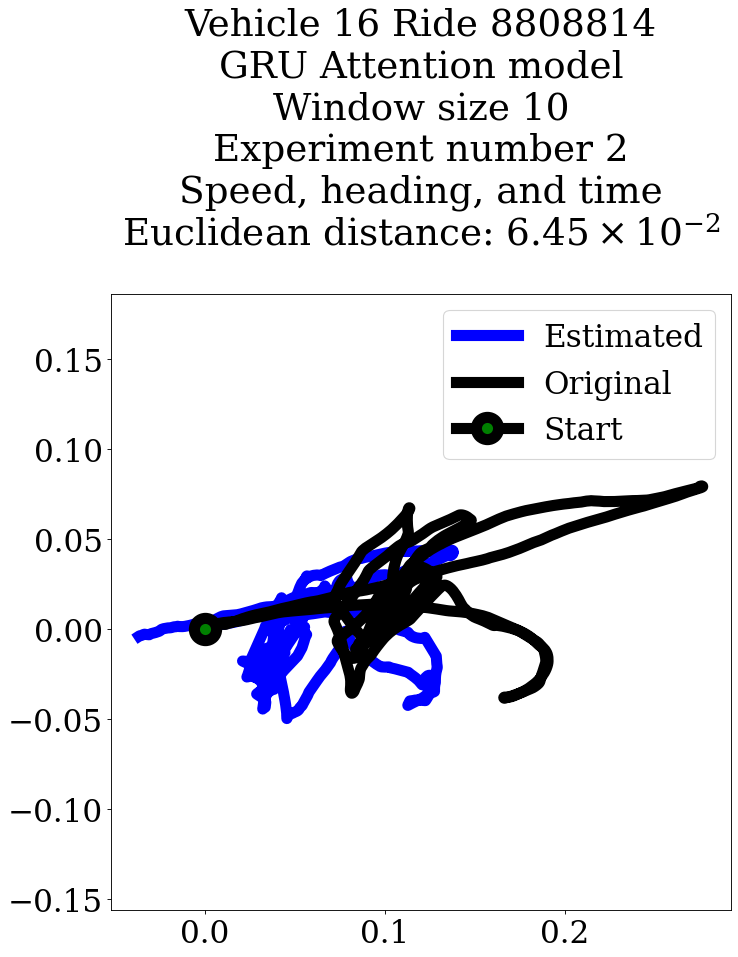 Vehicle 16 Ride 8808814
GRU Attention model
Window size 10
Experiment number 2
Speed, heading, and time
Euclidean distance: 6.45 × 10⁻²
Estimated
Original
Start
0.15
0.10
0.05
0.00
−0.05
−0.10
−0.15
0.0 0.1 0.2